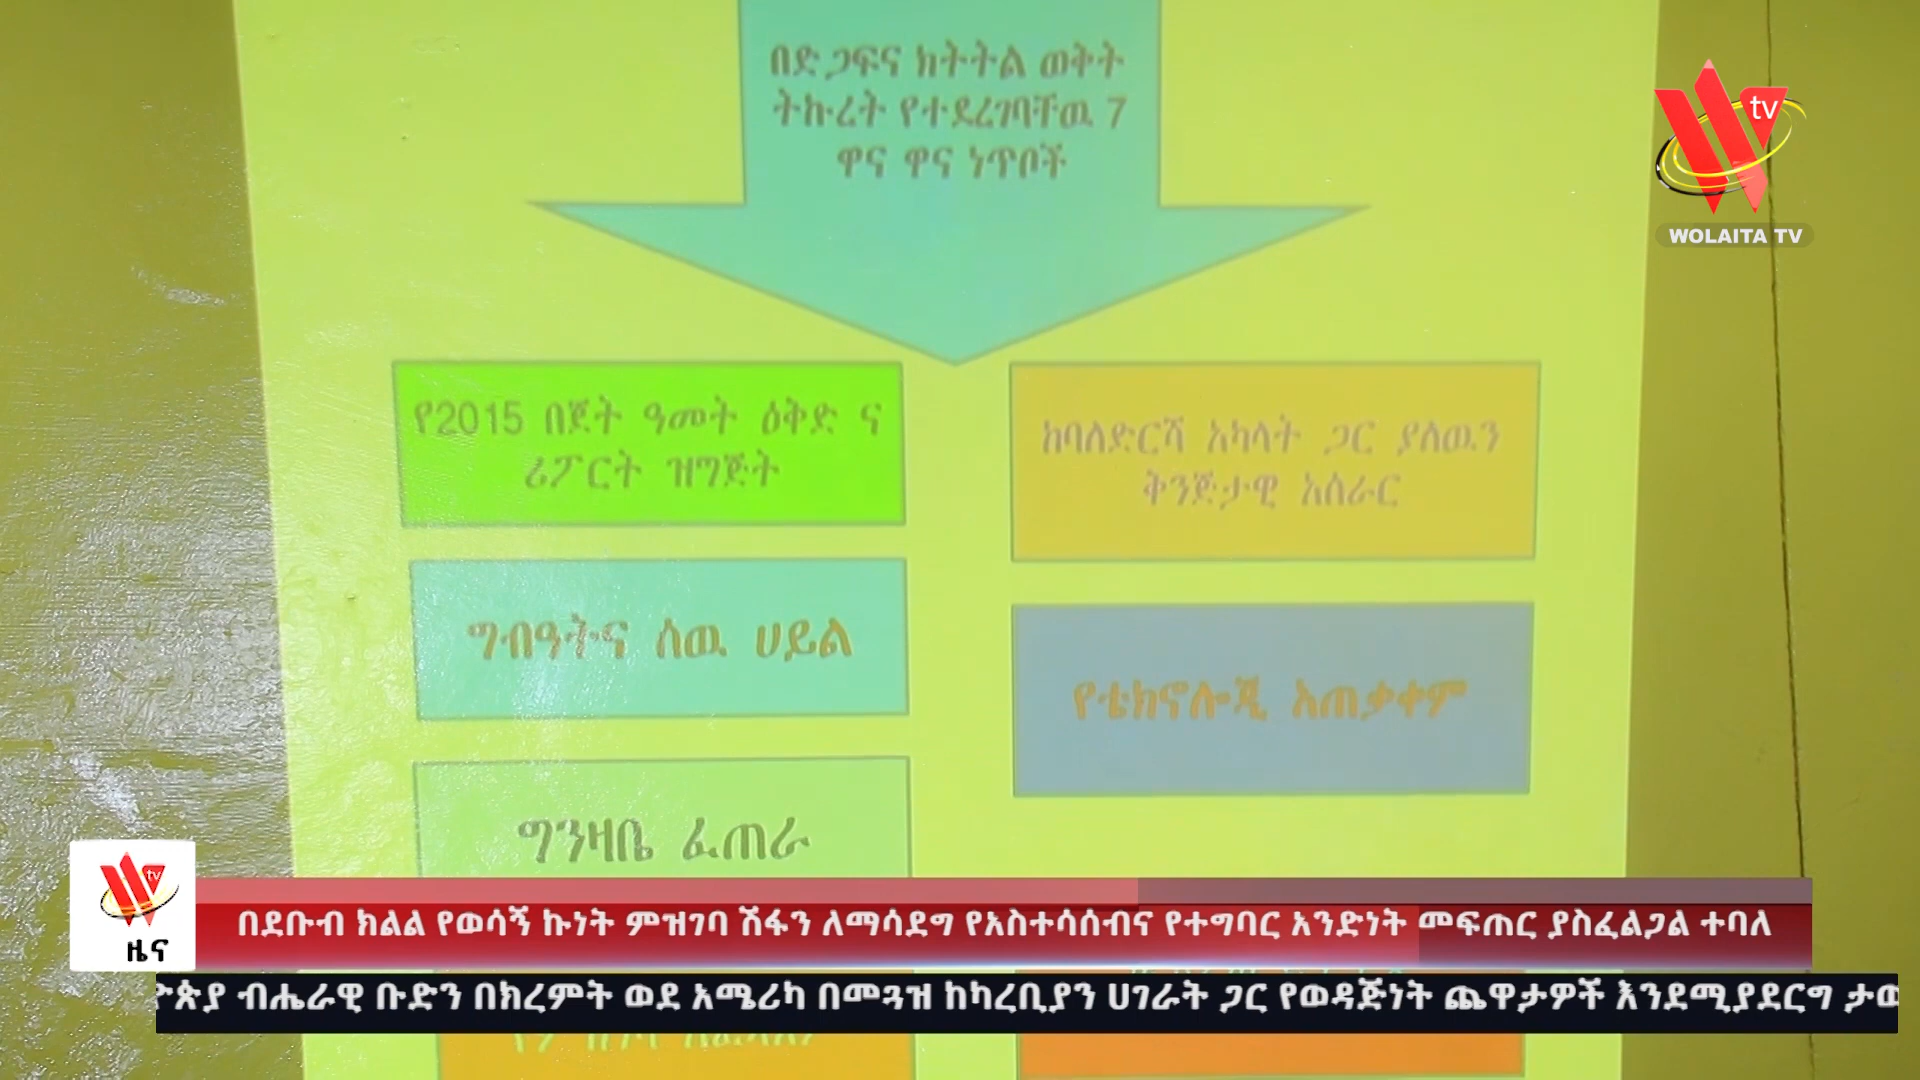 በድጋፍና ክትትል ወቅት
ትኩረት የተደረገባቸዉ 7
ዋና ዋና ነጥቦች
tv
WOLAITA TV
የ2015 በጀት ዓመት ዕቅድ ና
ሪፖርት ዝግጅት
ከባለድርሻ አካላት ጋር ያለዉን
ቅንጅታዊ አሰራር
ግብዓትና ሰዉ ሀይል
የቴክኖሎጂ አጠቃቀም
ግንዛቤ ፈጠራ
tv
ዜና
በደቡብ ክልል የወሳኝ ኩነት ምዝገባ ሽፋን ለማሳደግ የአስተሳሰብና የተግባር አንድነት መፍጠር ያስፈልጋል ተባለ
ብሔራዊ ቡድን በክረምት ወደ አሜሪካ በመጓዝ ከካረቢያን ሀገራት ጋር የወዳጅነት ጨዋታዎች እንደሚያደርግ